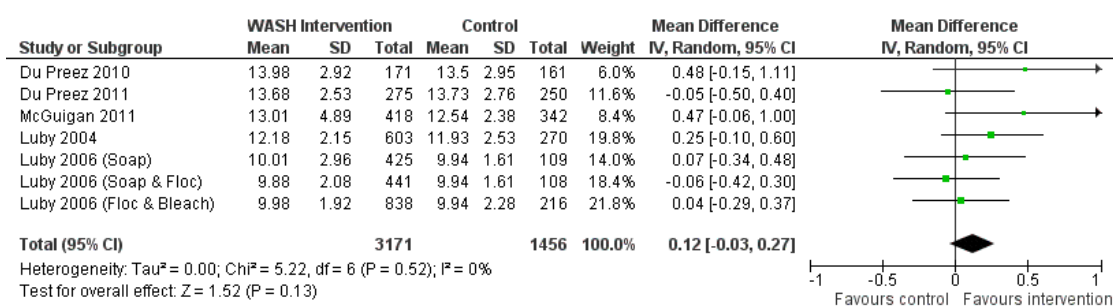 WASH Intervention Control Mean Difference Mean Difference
Study or Subgroup Mean SD Total Mean SD Total Weight IV, Random, 95% CI IV, Random, 95% CI
Du Preez 2010 13.98 2.92 171 13.5 2.95 161 6.0% 0.48 [-0.15, 1.11]
Du Preez 2011 13.68 2.53 275 13.73 2.76 250 11.6% -0.05 [-0.50, 0.40]
McGuigan 2011 13.01 4.89 418 12.54 2.38 342 8.4% 0.47 [-0.06, 1.00]
Luby 2004 12.18 2.15 603 11.93 2.53 270 19.8% 0.25 [-0.10, 0.60]
Luby 2006 (Soap) 10.01 2.96 425 9.94 1.61 109 14.0% 0.07 [-0.34, 0.48]
Luby 2006 (Soap & Floc) 9.88 2.08 441 9.94 1.61 108 18.4% -0.06 [-0.42, 0.30]
Luby 2006 (Floc & Bleach) 9.98 1.92 838 9.94 2.28 216 21.8% 0.04 [-0.29, 0.37]
Total (95% CI) 3171 1456 100.0% 0.12 [-0.03, 0.27]
Heterogeneity: Tau² = 0.00; Chi² = 5.22, df = 6 (P = 0.52); I² = 0%
Test for overall effect: Z = 1.52 (P = 0.13)
-1 -0.5 0 0.5 1
Favours control Favours intervention